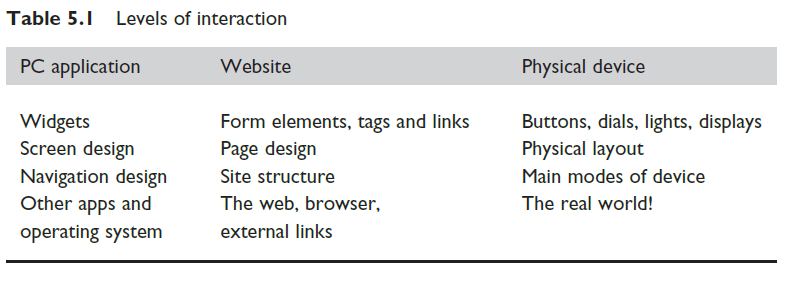 Table 5.1 Levels of interaction
PC application Website Physical device
Widgets Form elements, tags and links Buttons, dials, lights, displays
Screen design Page design Physical layout
Navigation design Site structure Main modes of device
Other apps and The web, browser, The real world!
operating system external links